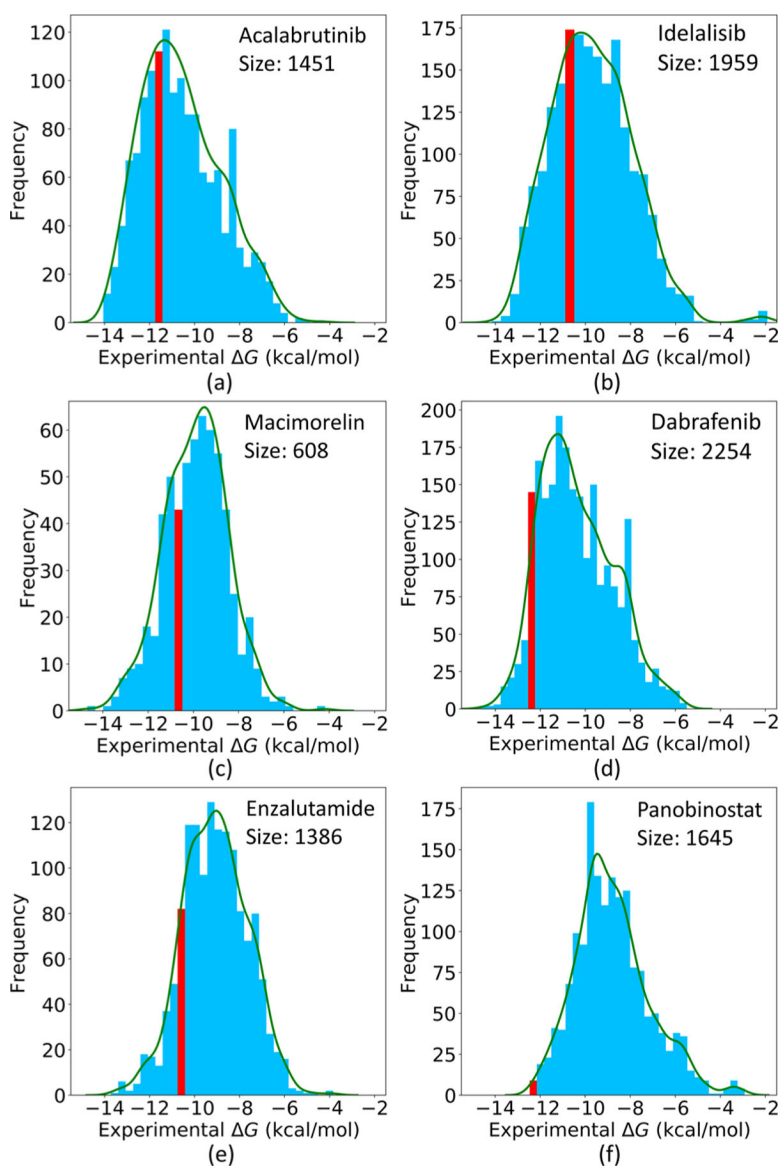 Acalabrutinib
Size: 1451
120
100
80
60
40
20
0
Frequency
−14 −12 −10 −8 −6 −4 −2
Experimental ΔG (kcal/mol)
(a)
Idelalisib
Size: 1959
175
150
125
100
75
50
25
0
Frequency
−14 −12 −10 −8 −6 −4 −2
Experimental ΔG (kcal/mol)
(b)
Macimorelin
Size: 608
60
50
40
30
20
10
0
Frequency
−14 −12 −10 −8 −6 −4 −2
Experimental ΔG (kcal/mol)
(c)
Dabrafenib
Size: 2254
200
175
150
125
100
75
50
25
0
Frequency
−14 −12 −10 −8 −6 −4 −2
Experimental ΔG (kcal/mol)
(d)
Enzalutamide
Size: 1386
120
100
80
60
40
20
0
Frequency
−14 −12 −10 −8 −6 −4 −2
Experimental ΔG (kcal/mol)
(e)
Panobinostat
Size: 1645
175
150
125
100
75
50
25
0
Frequency
−14 −12 −10 −8 −6 −4 −2
Experimental ΔG (kcal/mol)
(f)